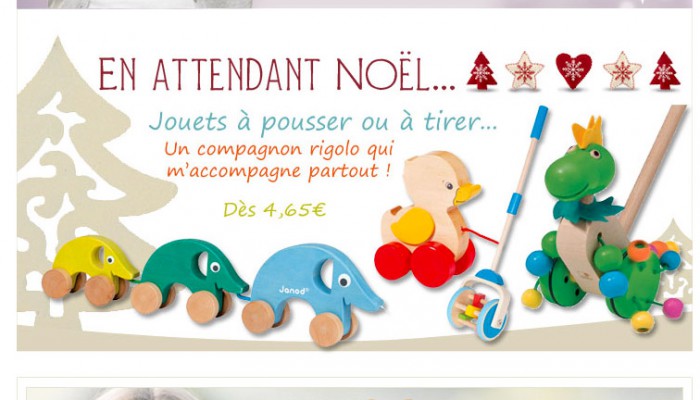 EN ATTENDANT NOËL...
Jouets à pousser ou à tirer...
Un compagnon rigolo qui
m'accompagne partout !
Dès 4,65€
Janod